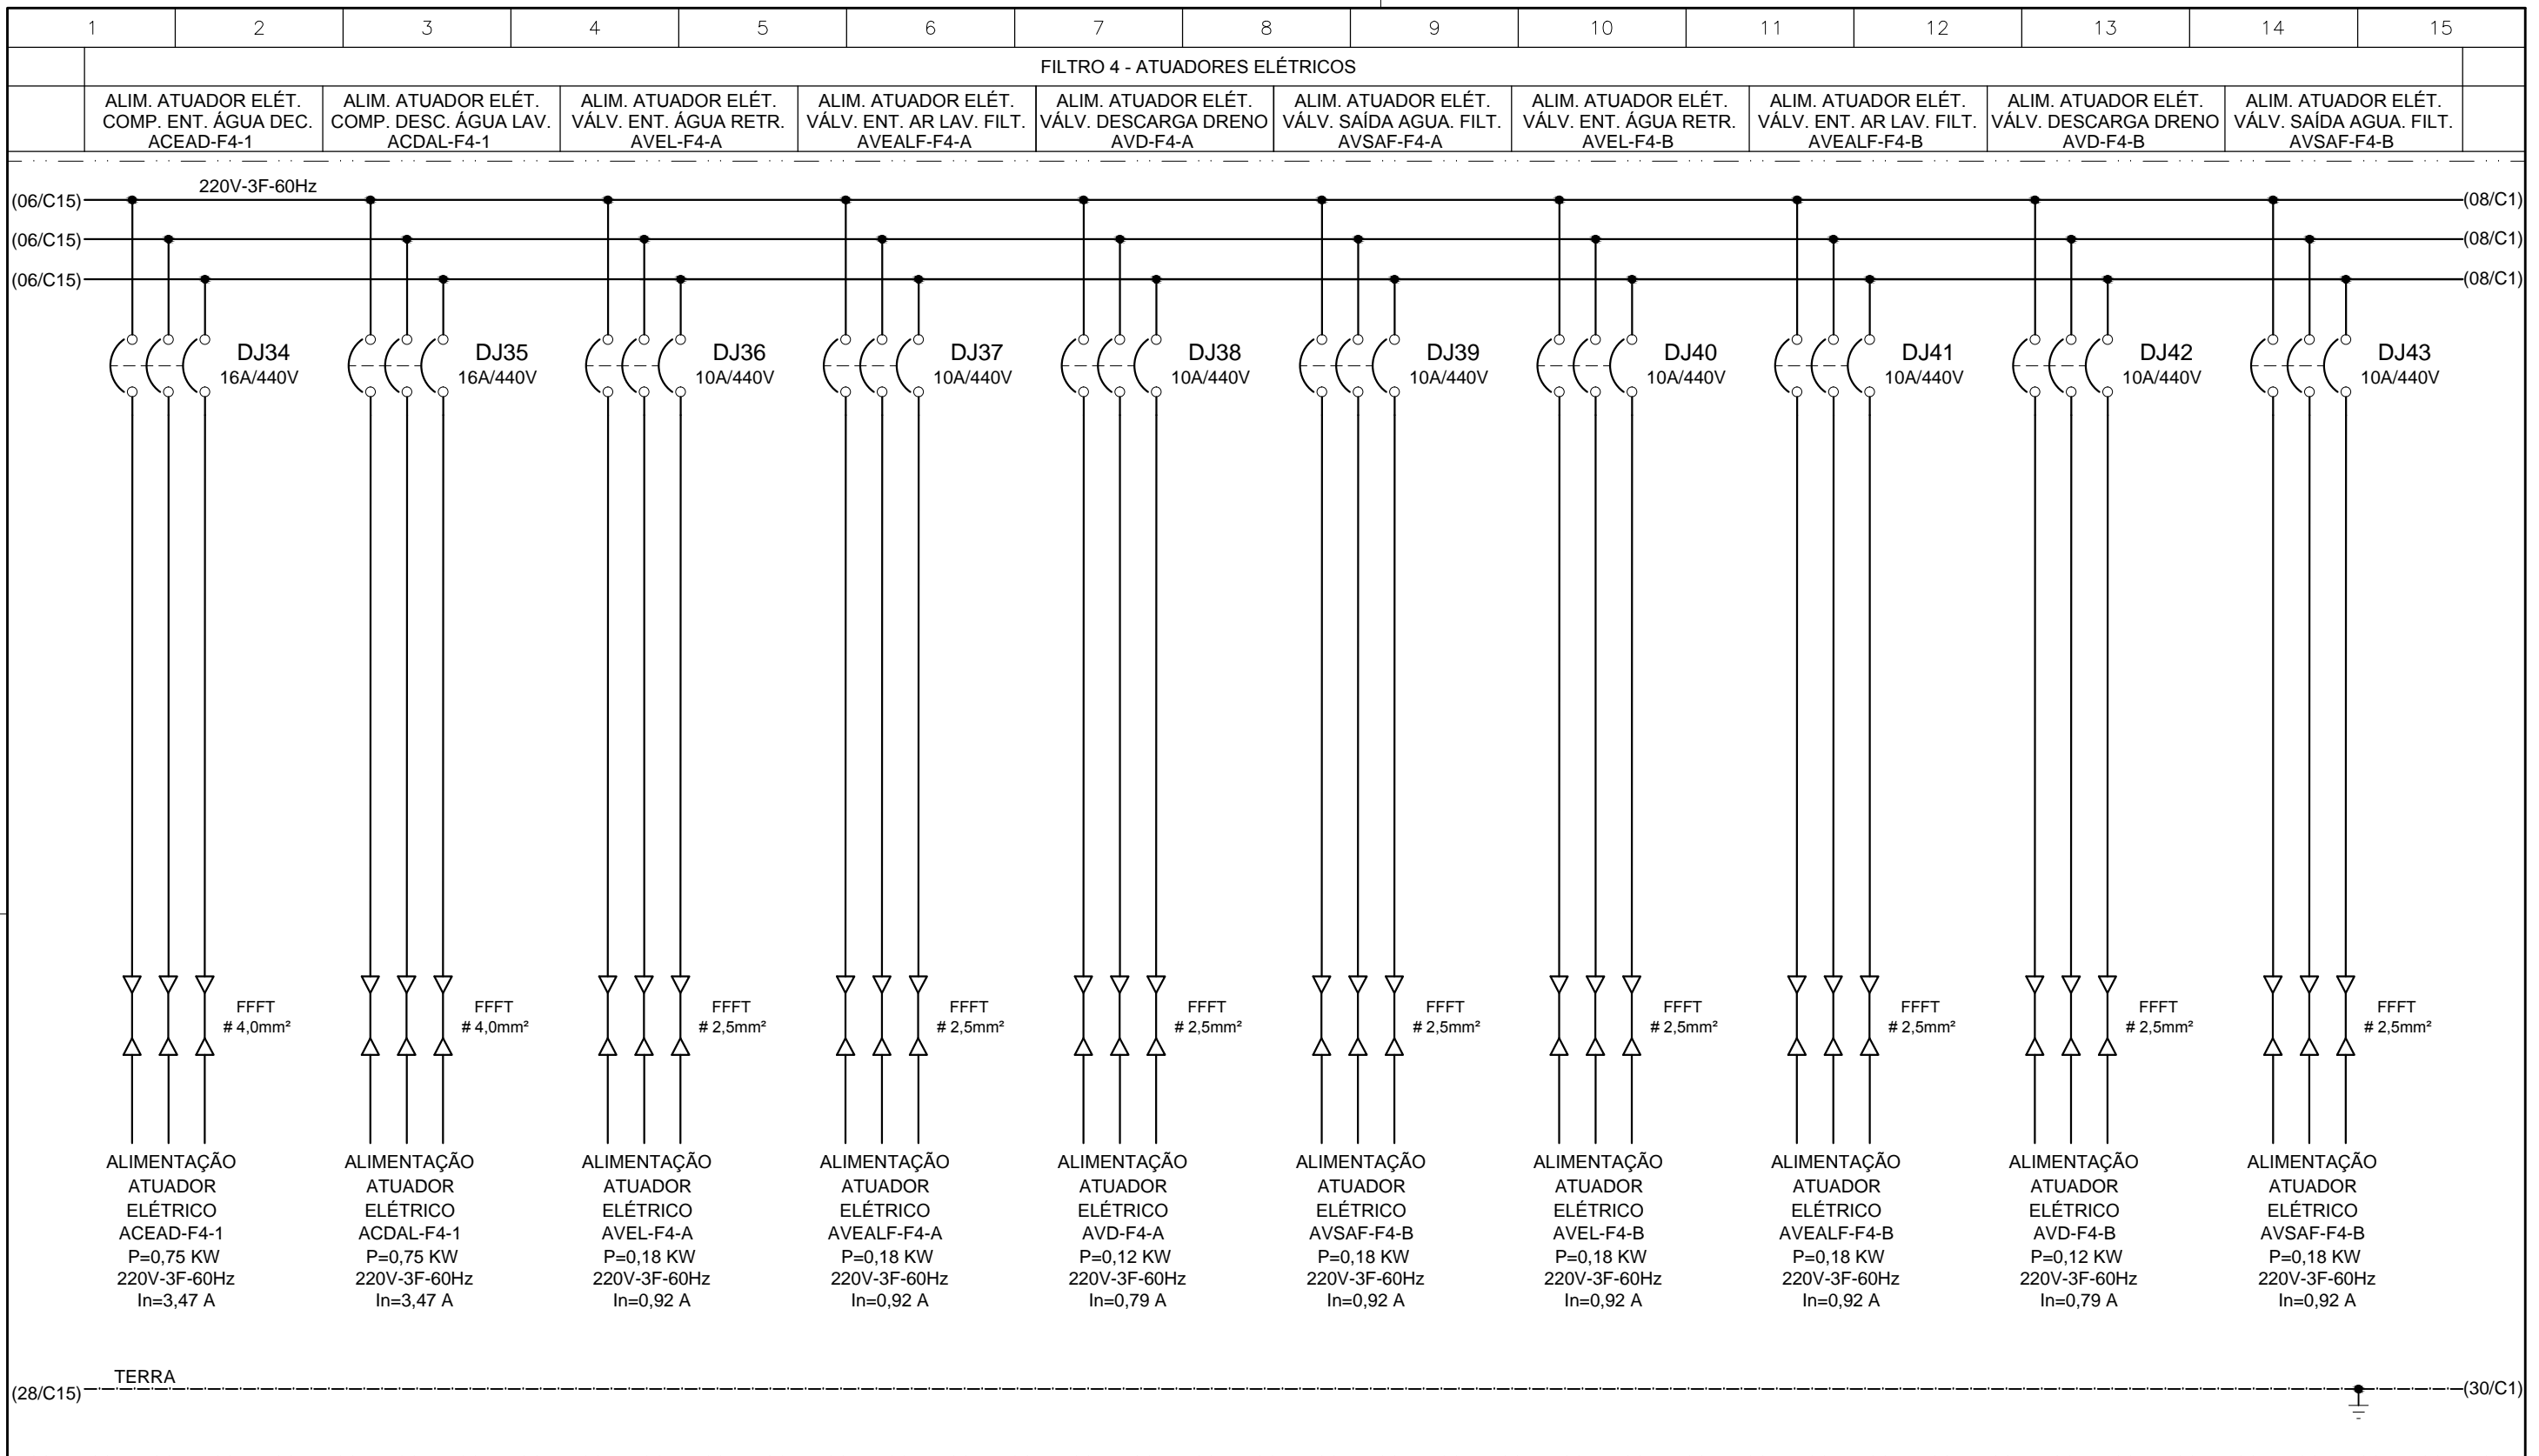 1 2 3 4 5 6 7 8 9 10 11 12 13 14 15
FILTRO 4 - ATUADORES ELÉTRICOS
ALIM. ATUADOR ELÉT.
COMP. ENT. ÁGUA DEC.
ACEAD-F4-1
ALIM. ATUADOR ELÉT.
COMP. DESC. ÁGUA LAV.
ACDAL-F4-1
ALIM. ATUADOR ELÉT.
VÁLV. ENT. ÁGUA RETR.
AVEL-F4-A
ALIM. ATUADOR ELÉT.
VÁLV. ENT. AR LAV. FILT.
AVEALF-F4-A
ALIM. ATUADOR ELÉT.
VÁLV. DESCARGA DRENO
AVD-F4-A
ALIM. ATUADOR ELÉT.
VÁLV. SAÍDA AGUA. FILT.
AVSAF-F4-A
ALIM. ATUADOR ELÉT.
VÁLV. ENT. ÁGUA RETR.
AVEL-F4-B
ALIM. ATUADOR ELÉT.
VÁLV. ENT. AR LAV. FILT.
AVEALF-F4-B
ALIM. ATUADOR ELÉT.
VÁLV. DESCARGA DRENO
AVD-F4-B
ALIM. ATUADOR ELÉT.
VÁLV. SAÍDA AGUA. FILT.
AVSAF-F4-B
220V-3F-60Hz
(06/C15) (08/C1)
(06/C15) (08/C1)
(06/C15) (08/C1)
DJ34
16A/440V
DJ35
16A/440V
DJ36
10A/440V
DJ37
10A/440V
DJ38
10A/440V
DJ39
10A/440V
DJ40
10A/440V
DJ41
10A/440V
DJ42
10A/440V
DJ43
10A/440V
FFFT
# 4,0mm²
FFFT
# 4,0mm²
FFFT
# 2,5mm²
FFFT
# 2,5mm²
FFFT
# 2,5mm²
FFFT
# 2,5mm²
FFFT
# 2,5mm²
FFFT
# 2,5mm²
FFFT
# 2,5mm²
FFFT
# 2,5mm²
ALIMENTAÇÃO
ATUADOR
ELÉTRICO
ACEAD-F4-1
P=0,75 KW
220V-3F-60Hz
In=3,47 A
ALIMENTAÇÃO
ATUADOR
ELÉTRICO
ACDAL-F4-1
P=0,75 KW
220V-3F-60Hz
In=3,47 A
ALIMENTAÇÃO
ATUADOR
ELÉTRICO
AVEL-F4-A
P=0,18 KW
220V-3F-60Hz
In=0,92 A
ALIMENTAÇÃO
ATUADOR
ELÉTRICO
AVEALF-F4-A
P=0,18 KW
220V-3F-60Hz
In=0,92 A
ALIMENTAÇÃO
ATUADOR
ELÉTRICO
AVD-F4-A
P=0,12 KW
220V-3F-60Hz
In=0,79 A
ALIMENTAÇÃO
ATUADOR
ELÉTRICO
AVSAF-F4-B
P=0,18 KW
220V-3F-60Hz
In=0,92 A
ALIMENTAÇÃO
ATUADOR
ELÉTRICO
AVEL-F4-B
P=0,18 KW
220V-3F-60Hz
In=0,92 A
ALIMENTAÇÃO
ATUADOR
ELÉTRICO
AVEALF-F4-B
P=0,18 KW
220V-3F-60Hz
In=0,92 A
ALIMENTAÇÃO
ATUADOR
ELÉTRICO
AVD-F4-B
P=0,12 KW
220V-3F-60Hz
In=0,79 A
ALIMENTAÇÃO
ATUADOR
ELÉTRICO
AVSAF-F4-B
P=0,18 KW
220V-3F-60Hz
In=0,92 A
TERRA
(28/C15) (30/C1)